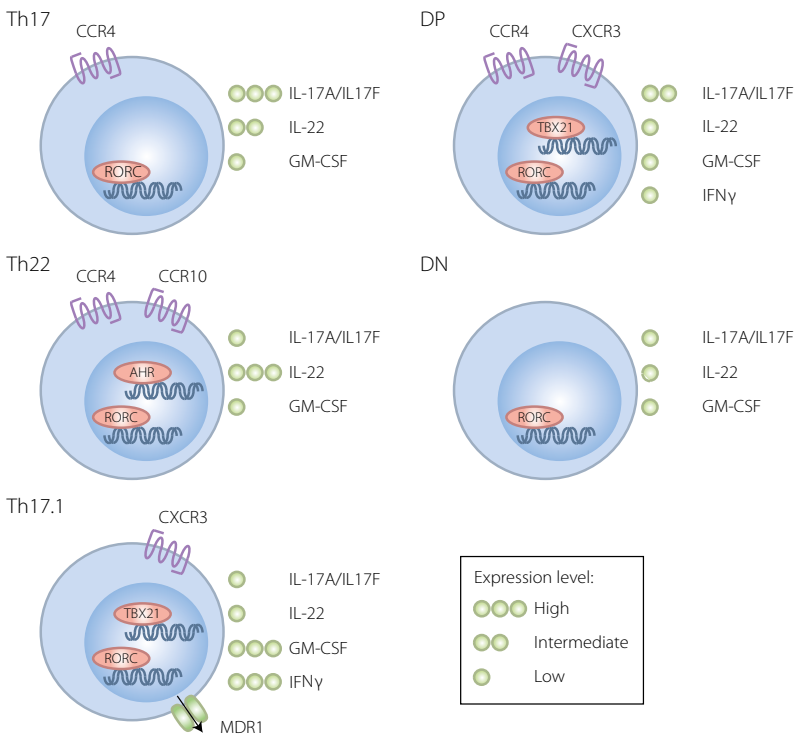 Th17
CCR4
IL-17A/IL17F
IL-22
GM-CSF
RORC
DP
CCR4
CXCR3
IL-17A/IL17F
TBX21
IL-22
GM-CSF
RORC
IFNγ
Th22
CCR4
CCR10
IL-17A/IL17F
AHR
IL-22
GM-CSF
RORC
DN
IL-17A/IL17F
IL-22
GM-CSF
RORC
Th17.1
CXCR3
IL-17A/IL17F
TBX21
IL-22
GM-CSF
RORC
IFNγ
MDR1
Expression level:
High
Intermediate
Low